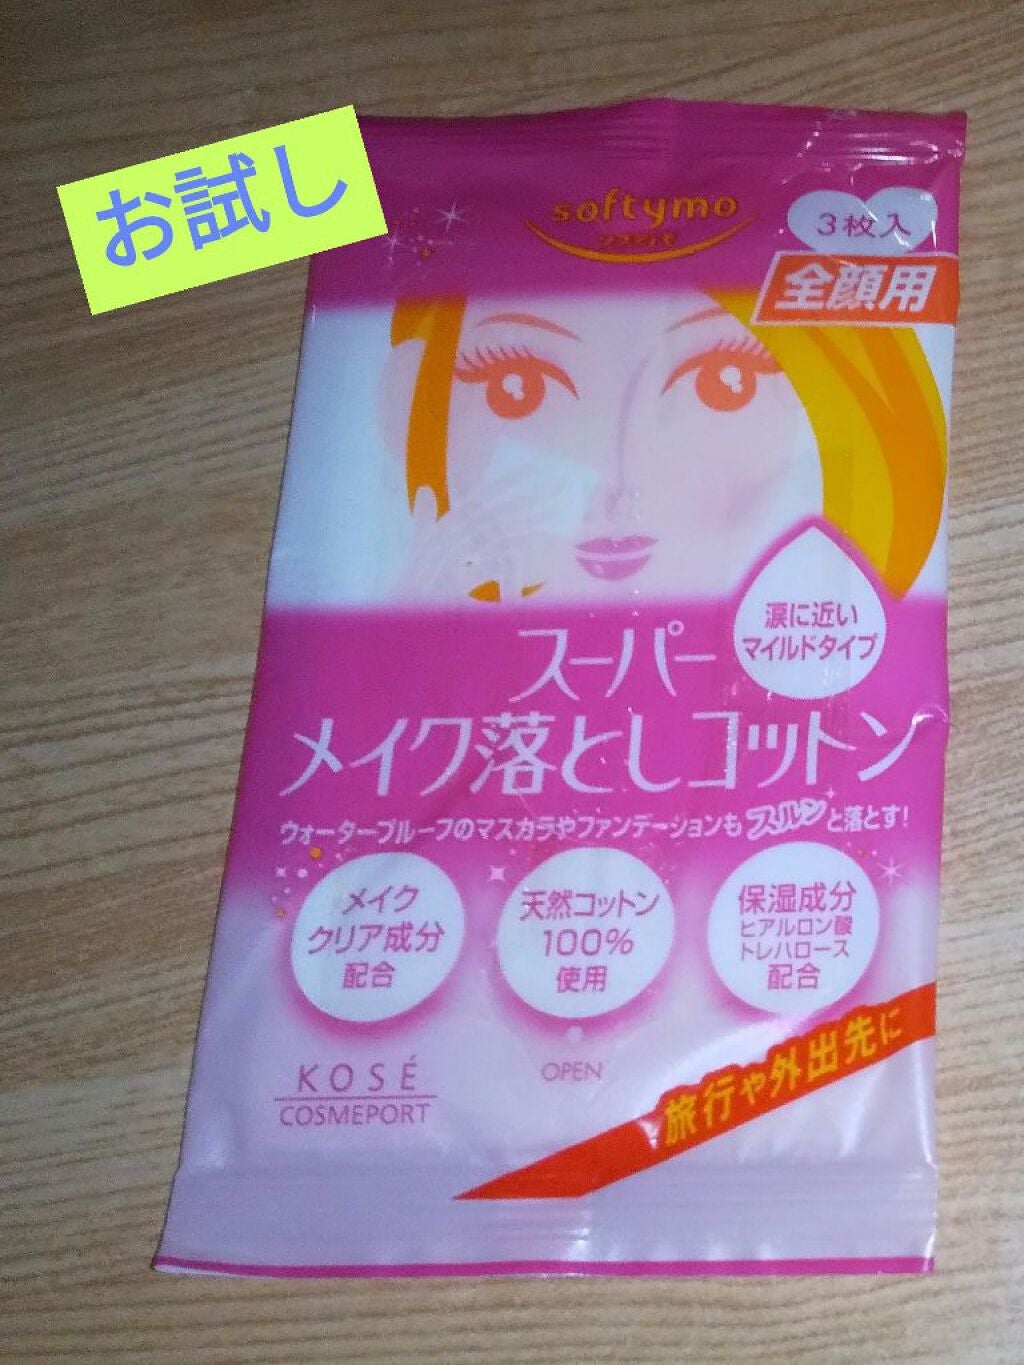 お試し
softymo
ソフティモ
3枚入
全顔用
涙に近い
マイルドタイプ
スーパー
メイク落としコットン
ウォータープルーフのマスカラやファンデーションもスルンと落とす!
メイク
クリア成分
配合
天然コットン
100%
使用
保湿成分
ヒアルロン酸
トレハロース
配合
KOSÉ
COSMEPORT
OPEN
旅行や外出先に